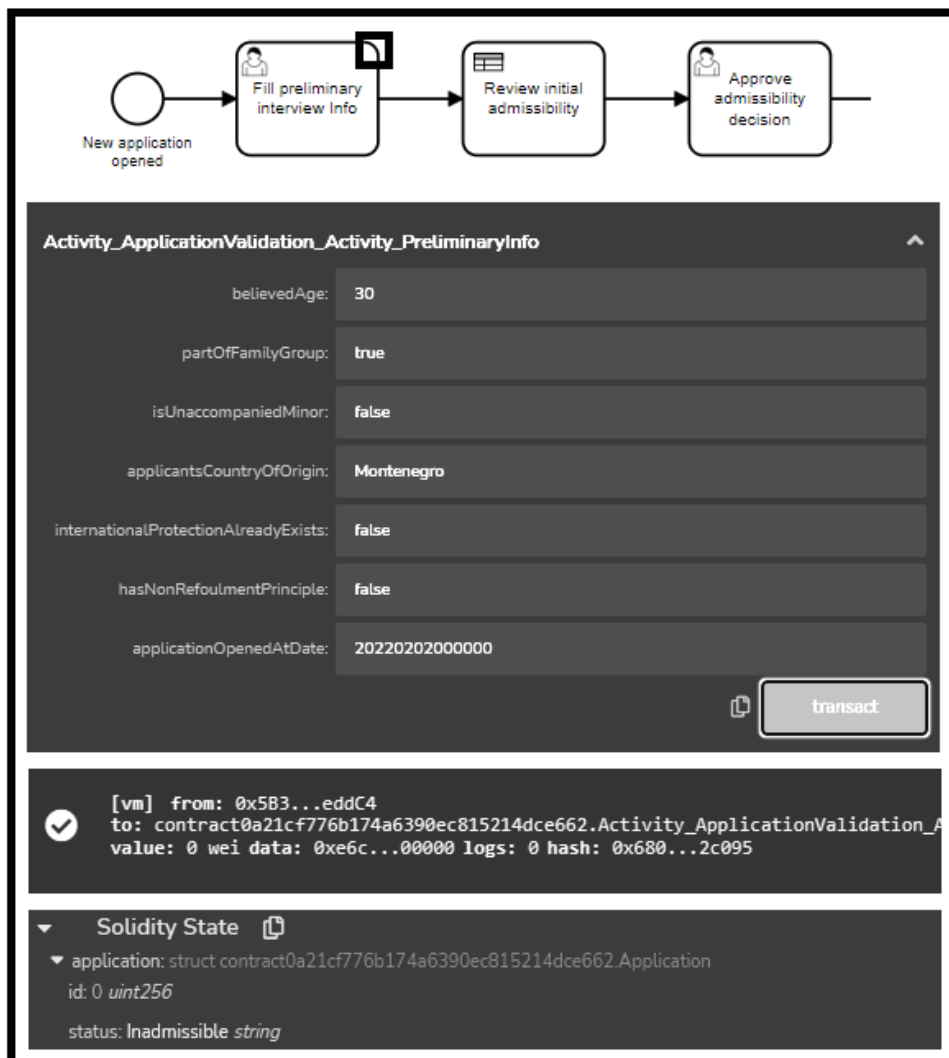 Fill preliminary
interview Info
Review initial
admissibility
Approve
admissibility
decision
New application
opened
Activity_ApplicationValidation_Activity_PreliminaryInfo
believedAge: 30
partOfFamilyGroup: true
isUnaccompaniedMinor: false
applicantsCountryOfOrigin: Montenegro
internationalProtectionAlreadyExists: false
hasNonRefoulmentPrinciple: false
applicationOpenedAtDate: 20220202000000
transact
[vm] from: 0x5B3...eddC4
to: contract0a21cf776b174a6390ec815214dce662.Activity_ApplicationValidation_A
value: 0 wei data: 0xe6c...00000 logs: 0 hash: 0x680...2c095
Solidity State
application: struct contract0a21cf776b174a6390ec815214dce662.Application
id: 0 uint256
status: Inadmissible string